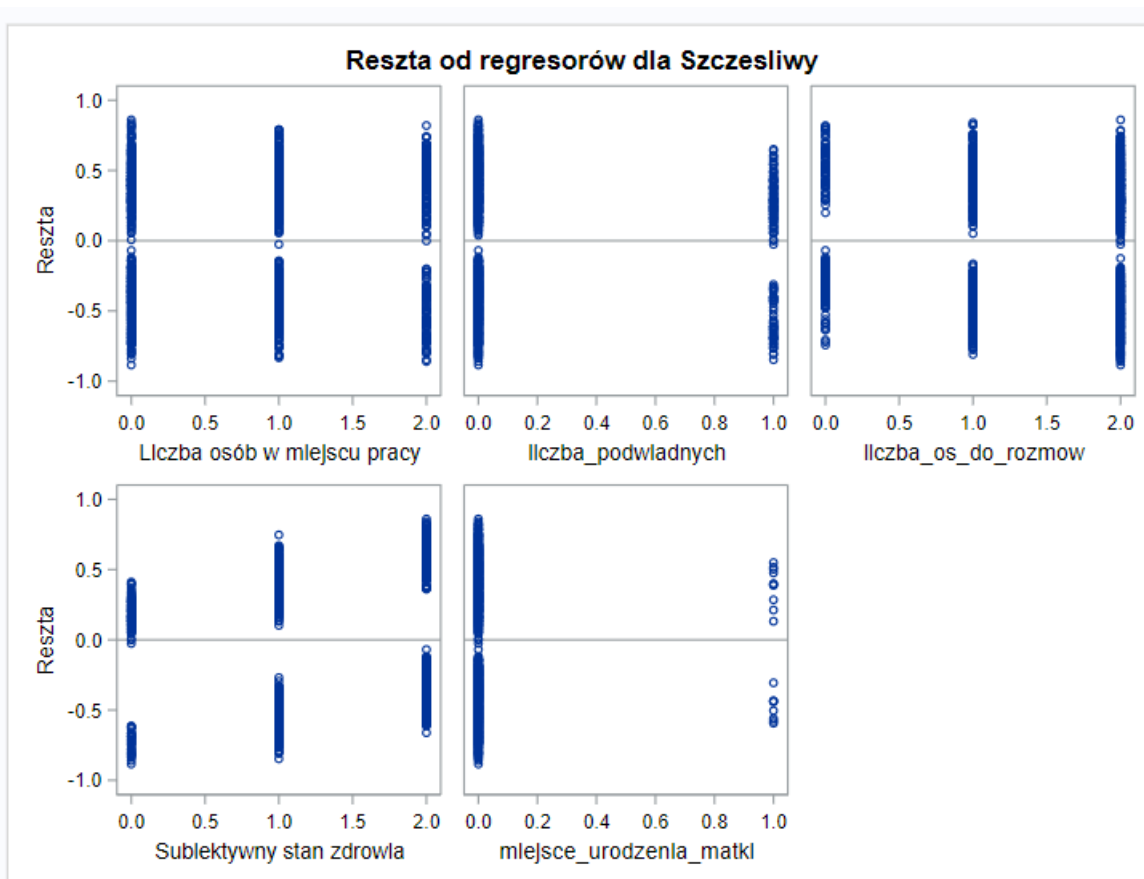 Reszta od regresorów dla Szczesliwy
1.0
0.5
0.0
-0.5
-1.0
Reszta
0.0 0.5 1.0 1.5 2.0
0.0 0.2 0.4 0.6 0.8 1.0
0.0 0.5 1.0 1.5 2.0
Liczba osób w miejscu pracy
liczba_podwladnych
liczba_os_do_rozmow
1.0
0.5
0.0
-0.5
-1.0
Reszta
0.0 0.5 1.0 1.5 2.0
0.0 0.2 0.4 0.6 0.8 1.0
Subiektywny stan zdrowia
miejsce_urodzenia_matki